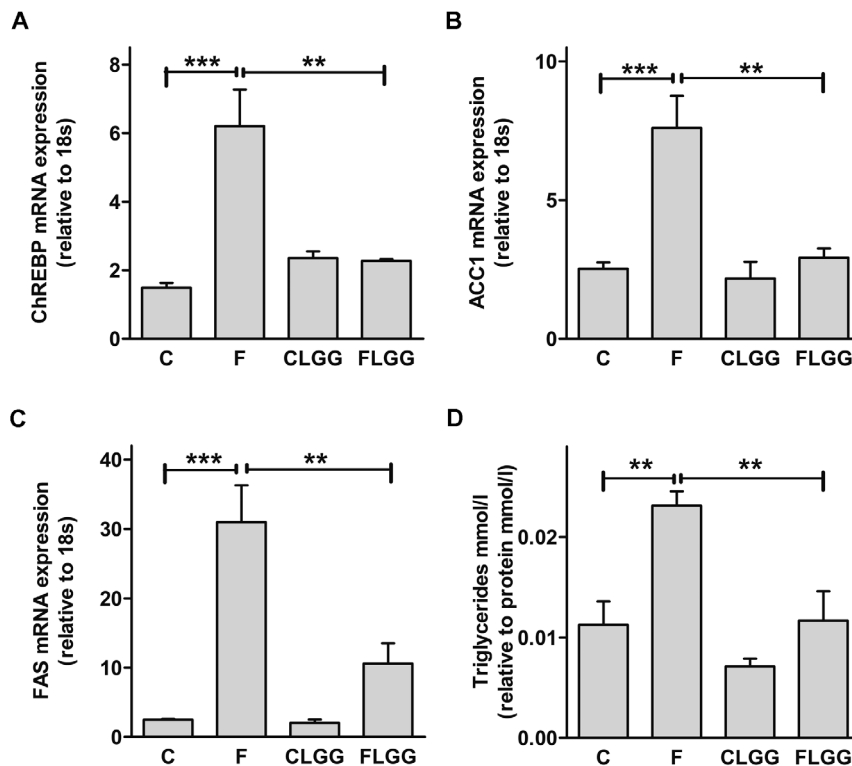 A
ChREBP mRNA expression
(relative to 18s)
8
6
4
2
0
*** **
C F CLGG FLGG
B
ACC1 mRNA expression
(relative to 18s)
10
5
0
*** **
C F CLGG FLGG
C
FAS mRNA expression
(relative to 18s)
40
30
20
10
0
*** **
C F CLGG FLGG
D
Triglycerides mmol/l
(relative to protein mmol/l)
0.02
0.01
0.00
** **
C F CLGG FLGG